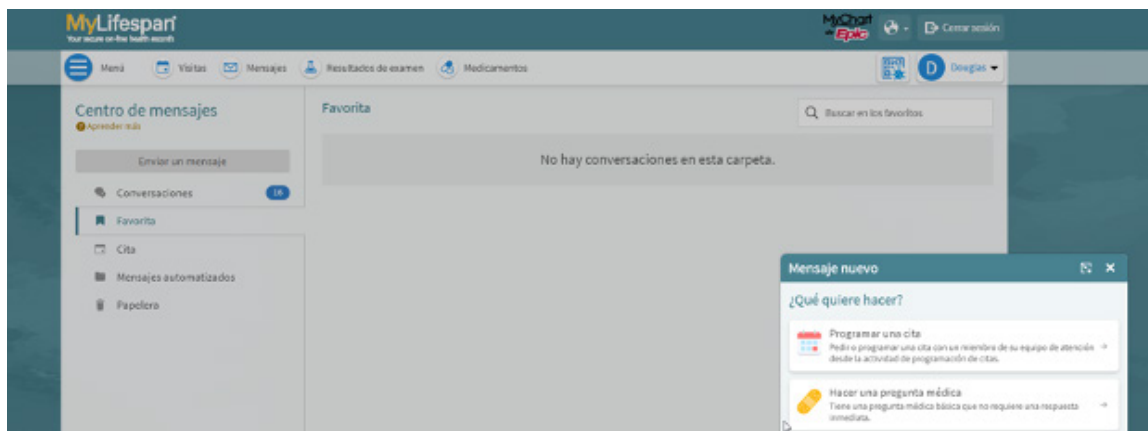 MyLifespan
Your secure on-line health records
MyChart
Epic
Cerrar sesión
Menú
Visitas
Mensajes
Resultados de examen
Medicamentos
D
Douglas
Centro de mensajes
Aprender más
Enviar un mensaje
Conversaciones
16
Favorita
Cita
Mensajes automatizados
Papelera
Favorita
Buscar en los favoritos
No hay conversaciones en esta carpeta.
Mensaje nuevo
¿Qué quiere hacer?
Programar una cita
Pedir o programar una cita con un miembro de su equipo de atención
desde la actividad de programación de citas.
Hacer una pregunta médica
Tiene una pregunta médica básica que no requiere una respuesta
inmediata.